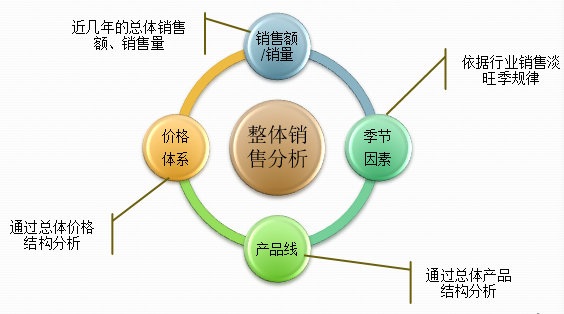 近几年的总体销售
额、销售量
销售额
/销量
依据行业销售淡
旺季规律
价格
体系
整体销
售分析
季节
因素
通过总体价格
结构分析
产品线
通过总体产品
结构分析